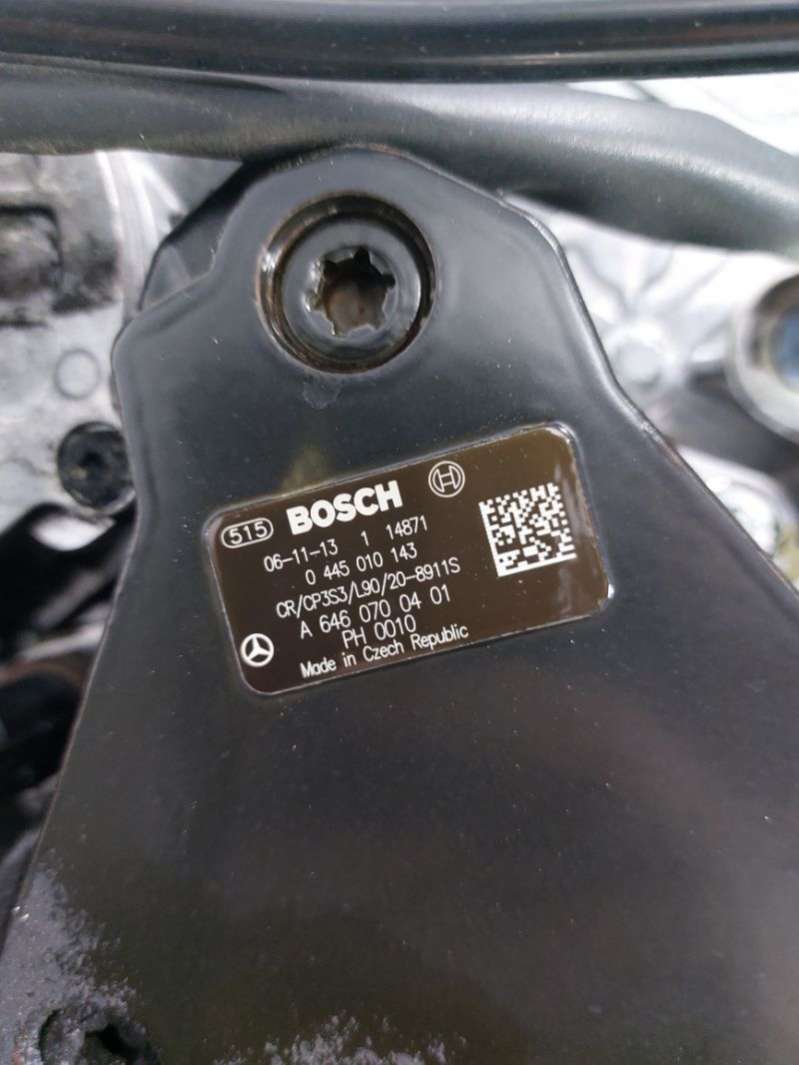 515 BOSCH
06-11-13 1 14871
0 445 010 143
CR/CP3S3/L90/20-8911S
A 646 070 04 01
PH 0010
Made in Czech Republic